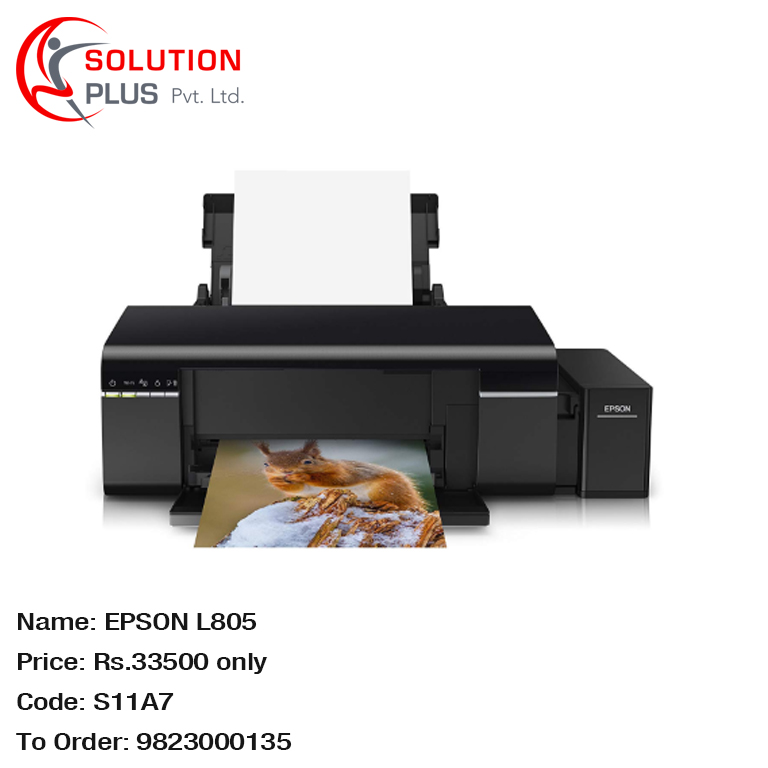 SOLUTION
PLUS Pvt. Ltd.
EPSON
Name: EPSON L805
Price: Rs.33500 only
Code: S11A7
To Order: 9823000135